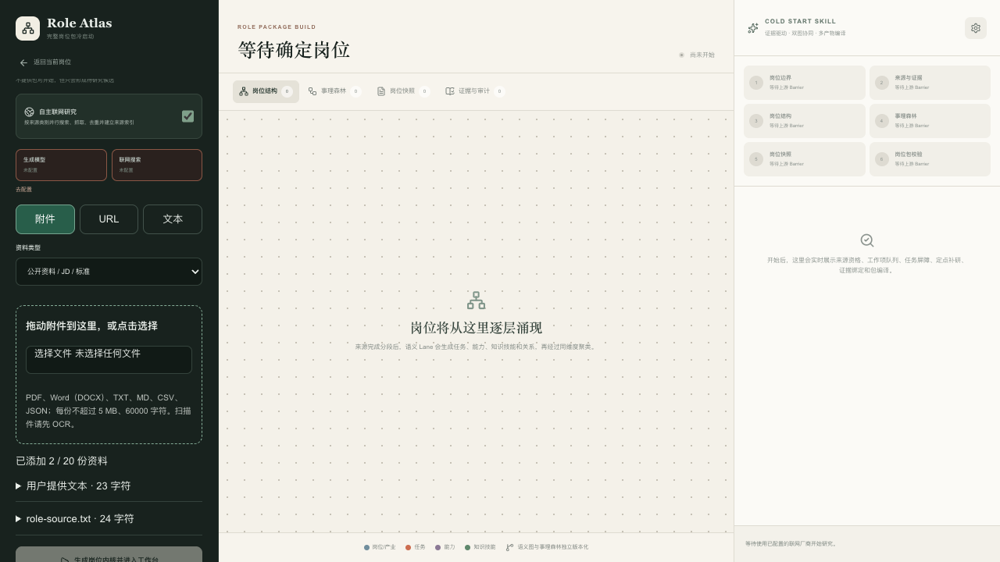 Role Atlas
完整岗位包冷启动
返回当前岗位
不提供也可开始，但只会形成待研究候选
自主联网研究
按来源类别并行搜索、抓取、去重并建立来源索引
生成模型
未配置
联网搜索
未配置
去配置
附件
URL
文本
资料类型
公开资料 / JD / 标准
拖动附件到这里，或点击选择
选择文件 未选择任何文件
PDF、Word（DOCX）、TXT、MD、CSV、
JSON；每份不超过 5 MB、60000 字符。扫描
件请先 OCR。
已添加 2 / 20 份资料
用户提供文本 · 23 字符
role-source.txt · 24 字符
生成岗位内核并进入工作台
ROLE PACKAGE BUILD
等待确定岗位
尚未开始
岗位结构 0
事理森林 0
岗位快照 0
证据与审计 0
岗位将从这里逐层涌现
来源完成分段后，语义 Lane 会生成任务、能力、知识技能和关系，再经过同维度聚类。
岗位/产业
任务
能力
知识技能
语义图与事理森林独立版本化
COLD START SKILL
证据驱动 · 双图协同 · 多产物编译
1
岗位边界
等待上游 Barrier
2
来源与证据
等待上游 Barrier
3
岗位结构
等待上游 Barrier
4
事理森林
等待上游 Barrier
5
岗位快照
等待上游 Barrier
6
岗位包校验
等待上游 Barrier
开始后，这里会实时展示来源资格、工作项队列、任务屏障、定点补研、
证据绑定和包编译。
等待使用已配置的联网厂商开始研究。